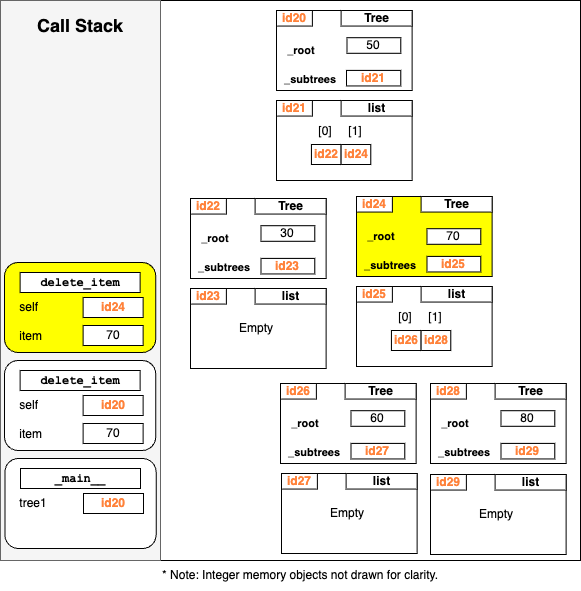 Call Stack
delete_item
self id24
item 70
delete_item
self id20
item 70
_main__
tree1 id20
id20 Tree
_root 50
_subtrees id21
id21 list
[0] [1]
id22 id24
id22 Tree
_root 30
_subtrees id23
id23 list
Empty
id24 Tree
_root 70
_subtrees id25
id25 list
[0] [1]
id26 id28
id26 Tree
_root 60
_subtrees id27
id27 list
Empty
id28 Tree
_root 80
_subtrees id29
id29 list
Empty
* Note: Integer memory objects not drawn for clarity.